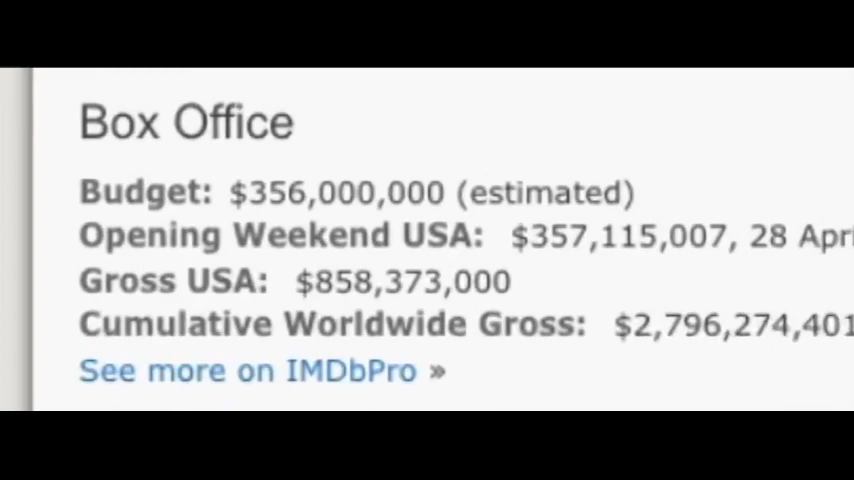 Box Office
Budget: $356,000,000 (estimated)
Opening Weekend USA: $357,115,007, 28
Gross USA: $858,373,000
Cumulative Worldwide Gross: $2,796,274,401
See more on IMDbPro »